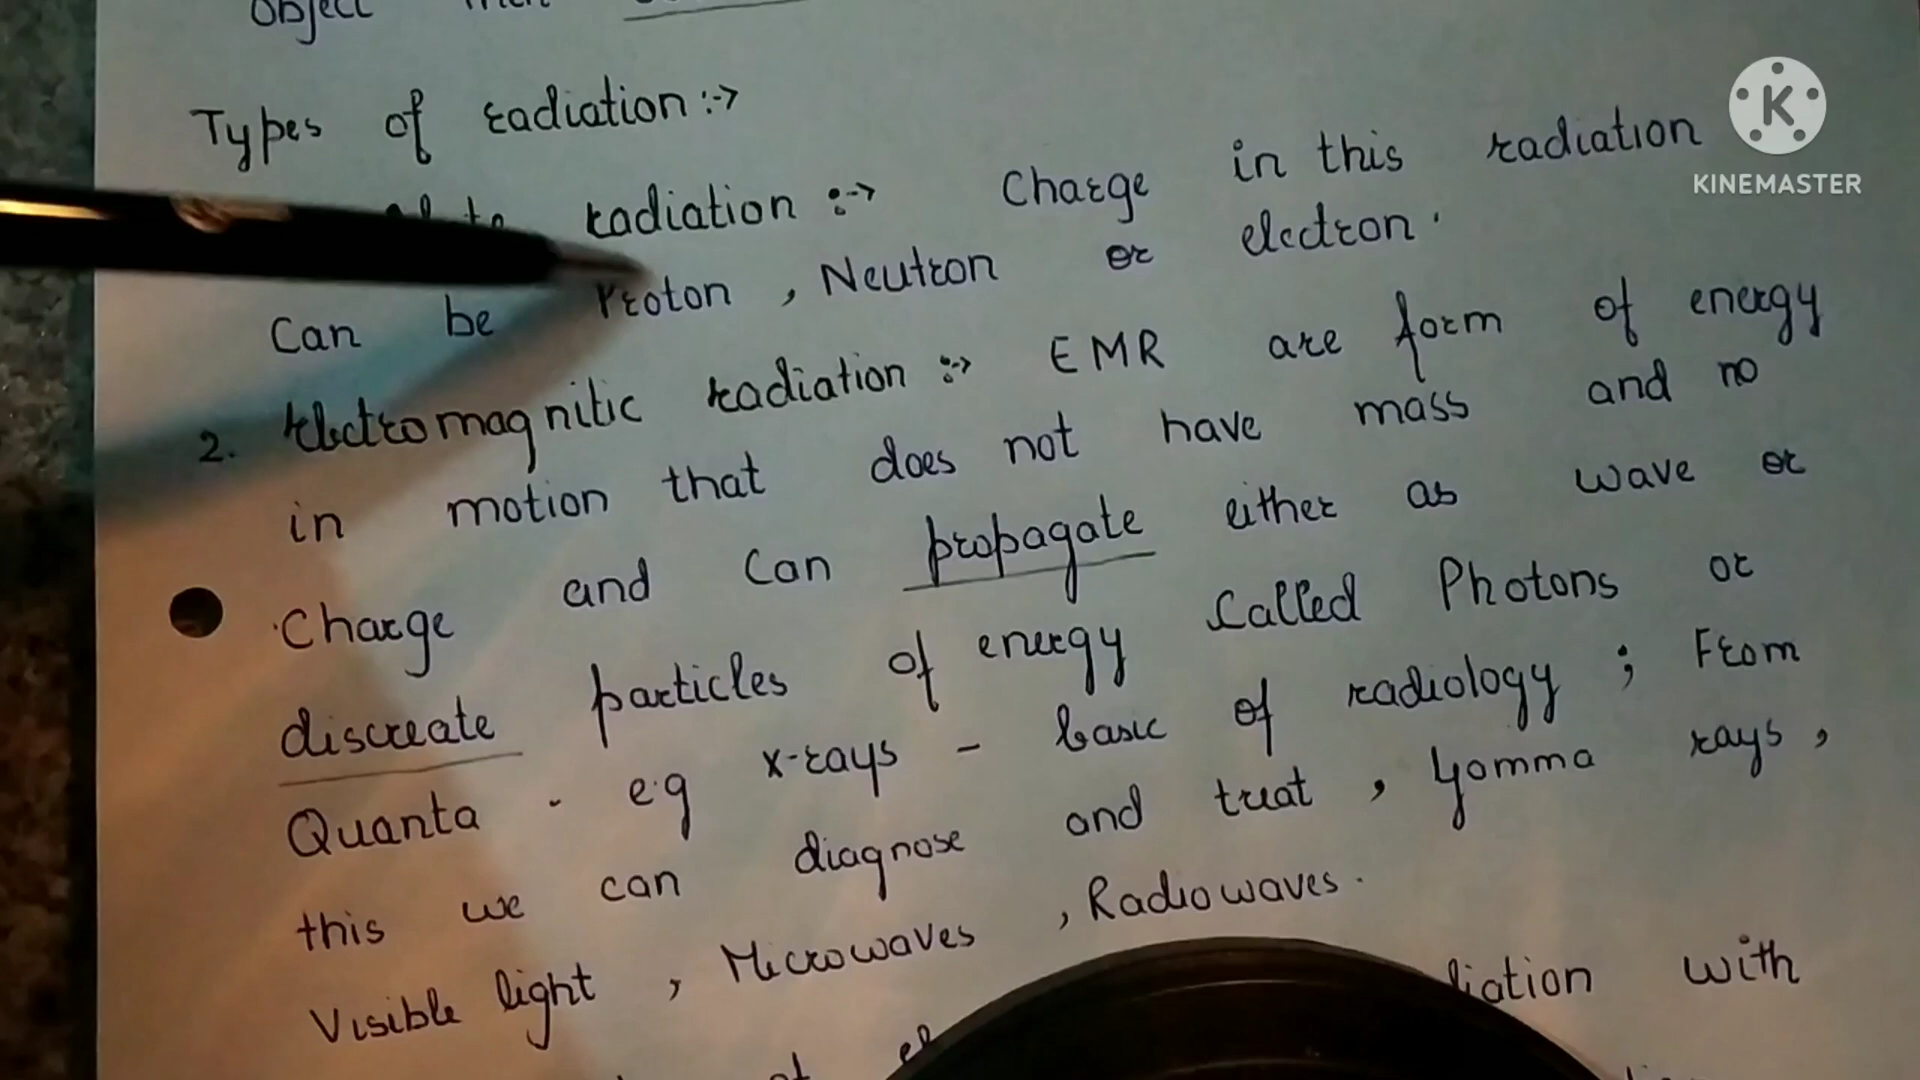 object
Types of radiation :->
radiation :-> Charge in this radiation
Can be Proton , Neutron or electron .
2. Electromagnitic radiation :-> EMR are form of energy
in motion that does not have mass and no
Charge and Can propagate either as wave or
discreate particles of energy Called Photons or
Quanta - e.g x-rays - basic of radiology ; From
this we can diagnose and treat , Gomma rays ,
Visible light , Microwaves , Radiowaves .
with
KINEMASTER